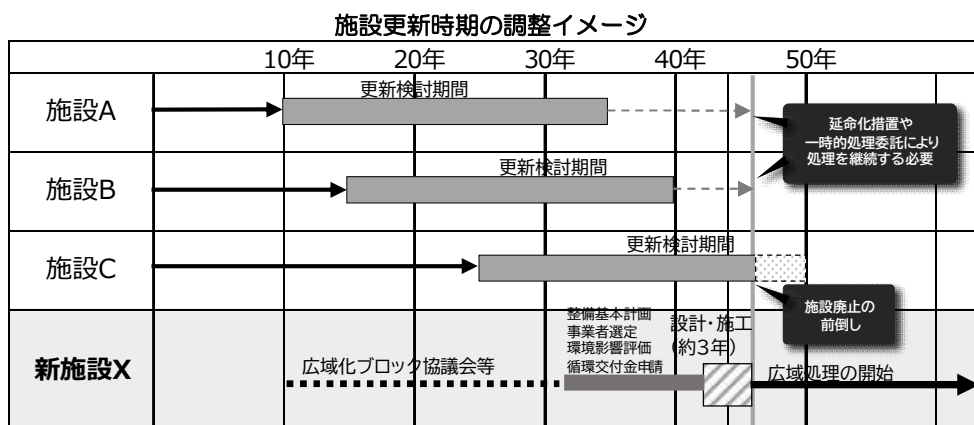 施設更新時期の調整イメージ
10年 20年 30年 40年 50年
施設A
更新検討期間
延命化措置や
一時的処理委託により
処理を継続する必要
施設B
更新検討期間
施設C
更新検討期間
施設廃止の
前倒し
新施設X
広域化ブロック協議会等
整備基本計画
事業者選定
環境影響評価
循環交付金申請
設計・施工
(約3年)
広域処理の開始